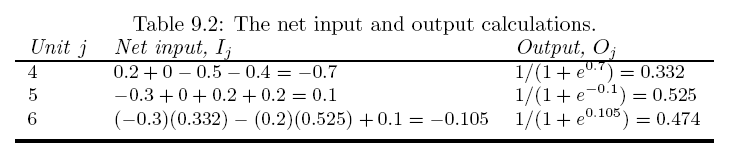 Table 9.2: The net input and output calculations.
Unit j Net input, I_j Output, O_j
4 0.2 + 0 − 0.5 − 0.4 = −0.7 1/(1 + e^0.7) = 0.332
5 −0.3 + 0 + 0.2 + 0.2 = 0.1 1/(1 + e^−0.1) = 0.525
6 (−0.3)(0.332) − (0.2)(0.525) + 0.1 = −0.105 1/(1 + e^0.105) = 0.474